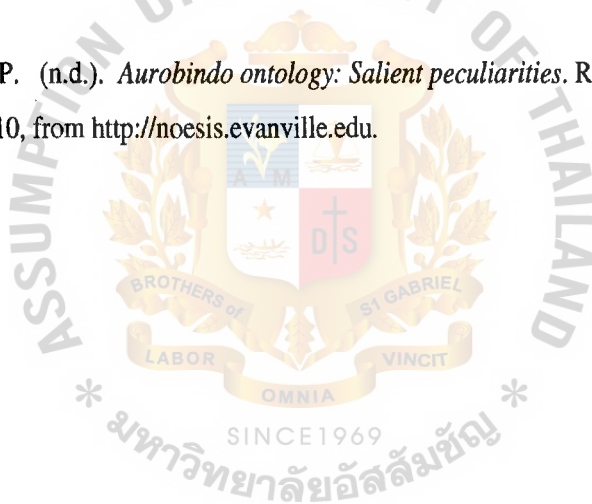 P. (n.d.). Aurobindo ontology: Salient peculiarities. R
10, from http://noesis.evanville.edu.
ASSUMPTION UNIVERSITY OF THAILAND
A M
D S
BROTHERS of
ST GABRIEL
LABOR
VINCIT
OMNIA
* SINCE1969 *
มหาวิทยาลัยอัสสัมชัญ